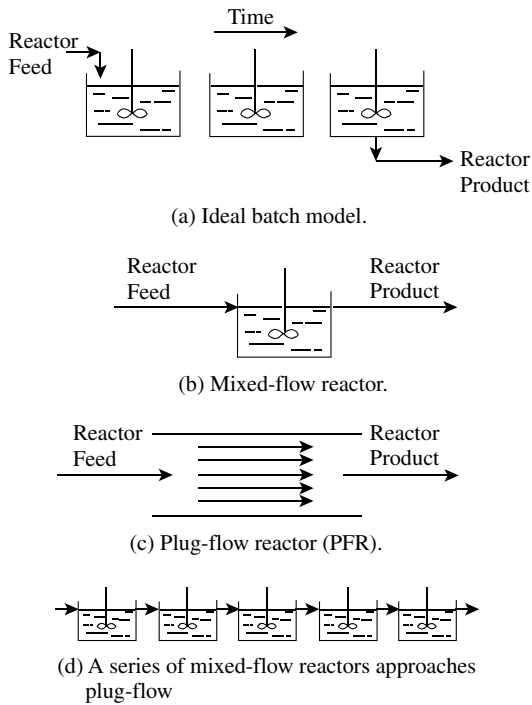 Time
Reactor
Feed
Reactor
Product
(a) Ideal batch model.
Reactor
Feed
Reactor
Product
(b) Mixed-flow reactor.
Reactor
Feed
Reactor
Product
(c) Plug-flow reactor (PFR).
(d) A series of mixed-flow reactors approaches
plug-flow